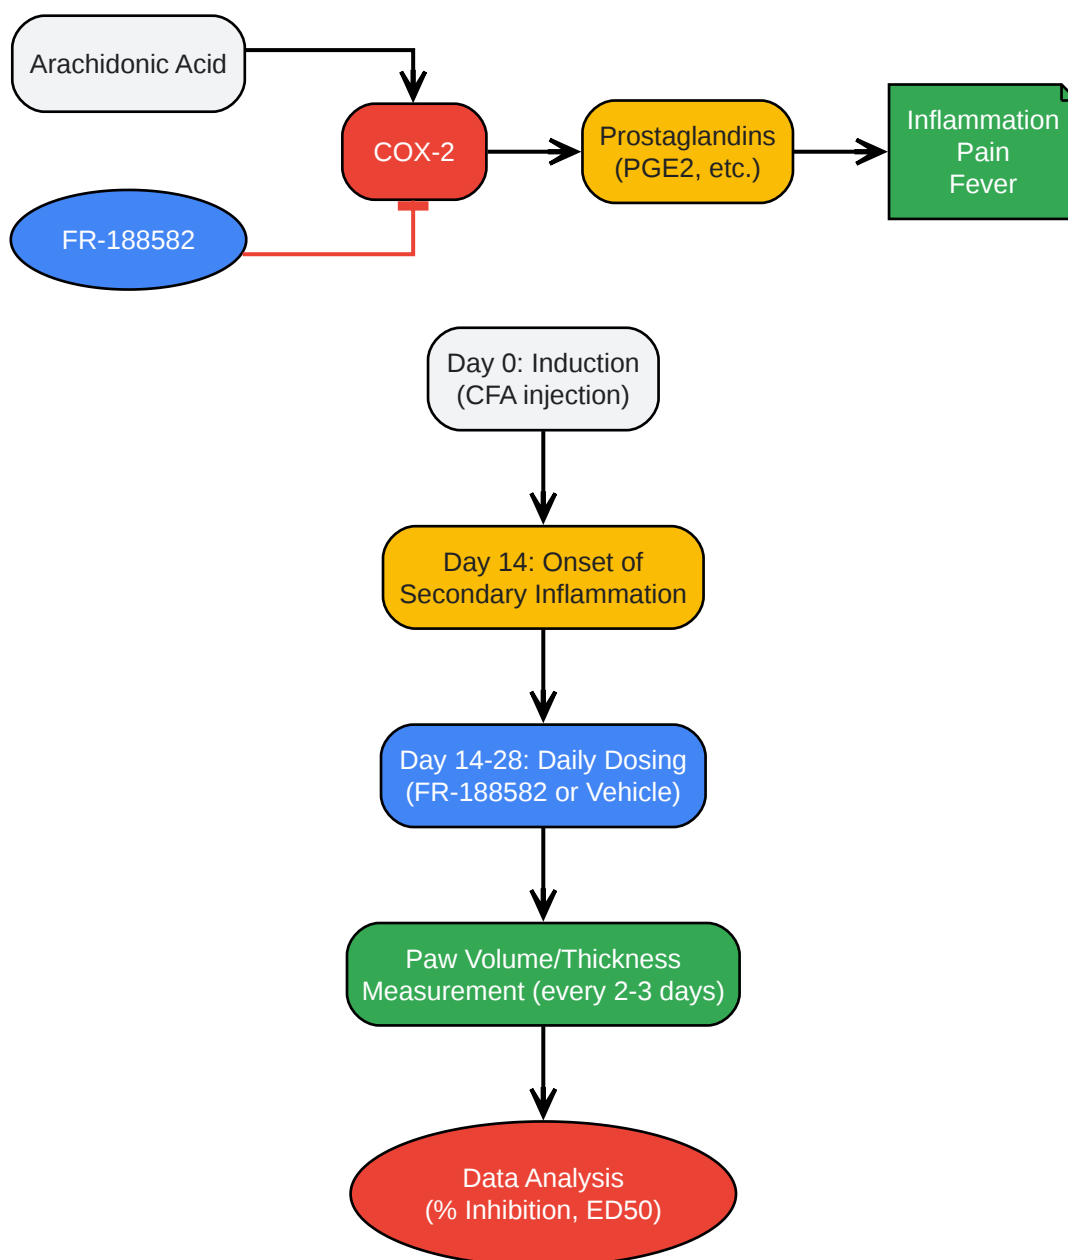 Arachidonic Acid
COX-2
Prostaglandins
(PGE2, etc.)
Inflammation
Pain
Fever
FR-188582
Day 0: Induction
(CFA injection)
Day 14: Onset of
Secondary Inflammation
Day 14-28: Daily Dosing
(FR-188582 or Vehicle)
Paw Volume/Thickness
Measurement (every 2-3 days)
Data Analysis
(% Inhibition, ED50)